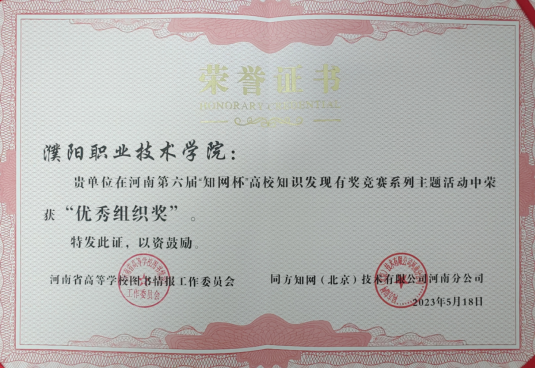 荣誉证书
HONORARY CREDENTIAL
濮阳职业技术学院：
贵单位在河南第六届“知网杯”高校知识发现有奖竞赛系列主题活动中荣
获“优秀组织奖”。
特发此证，以资鼓励。
河南省高等学校图书情报工作委员会 同方知网（北京）技术有限公司河南分公司
工作委员会
2023年5月18日